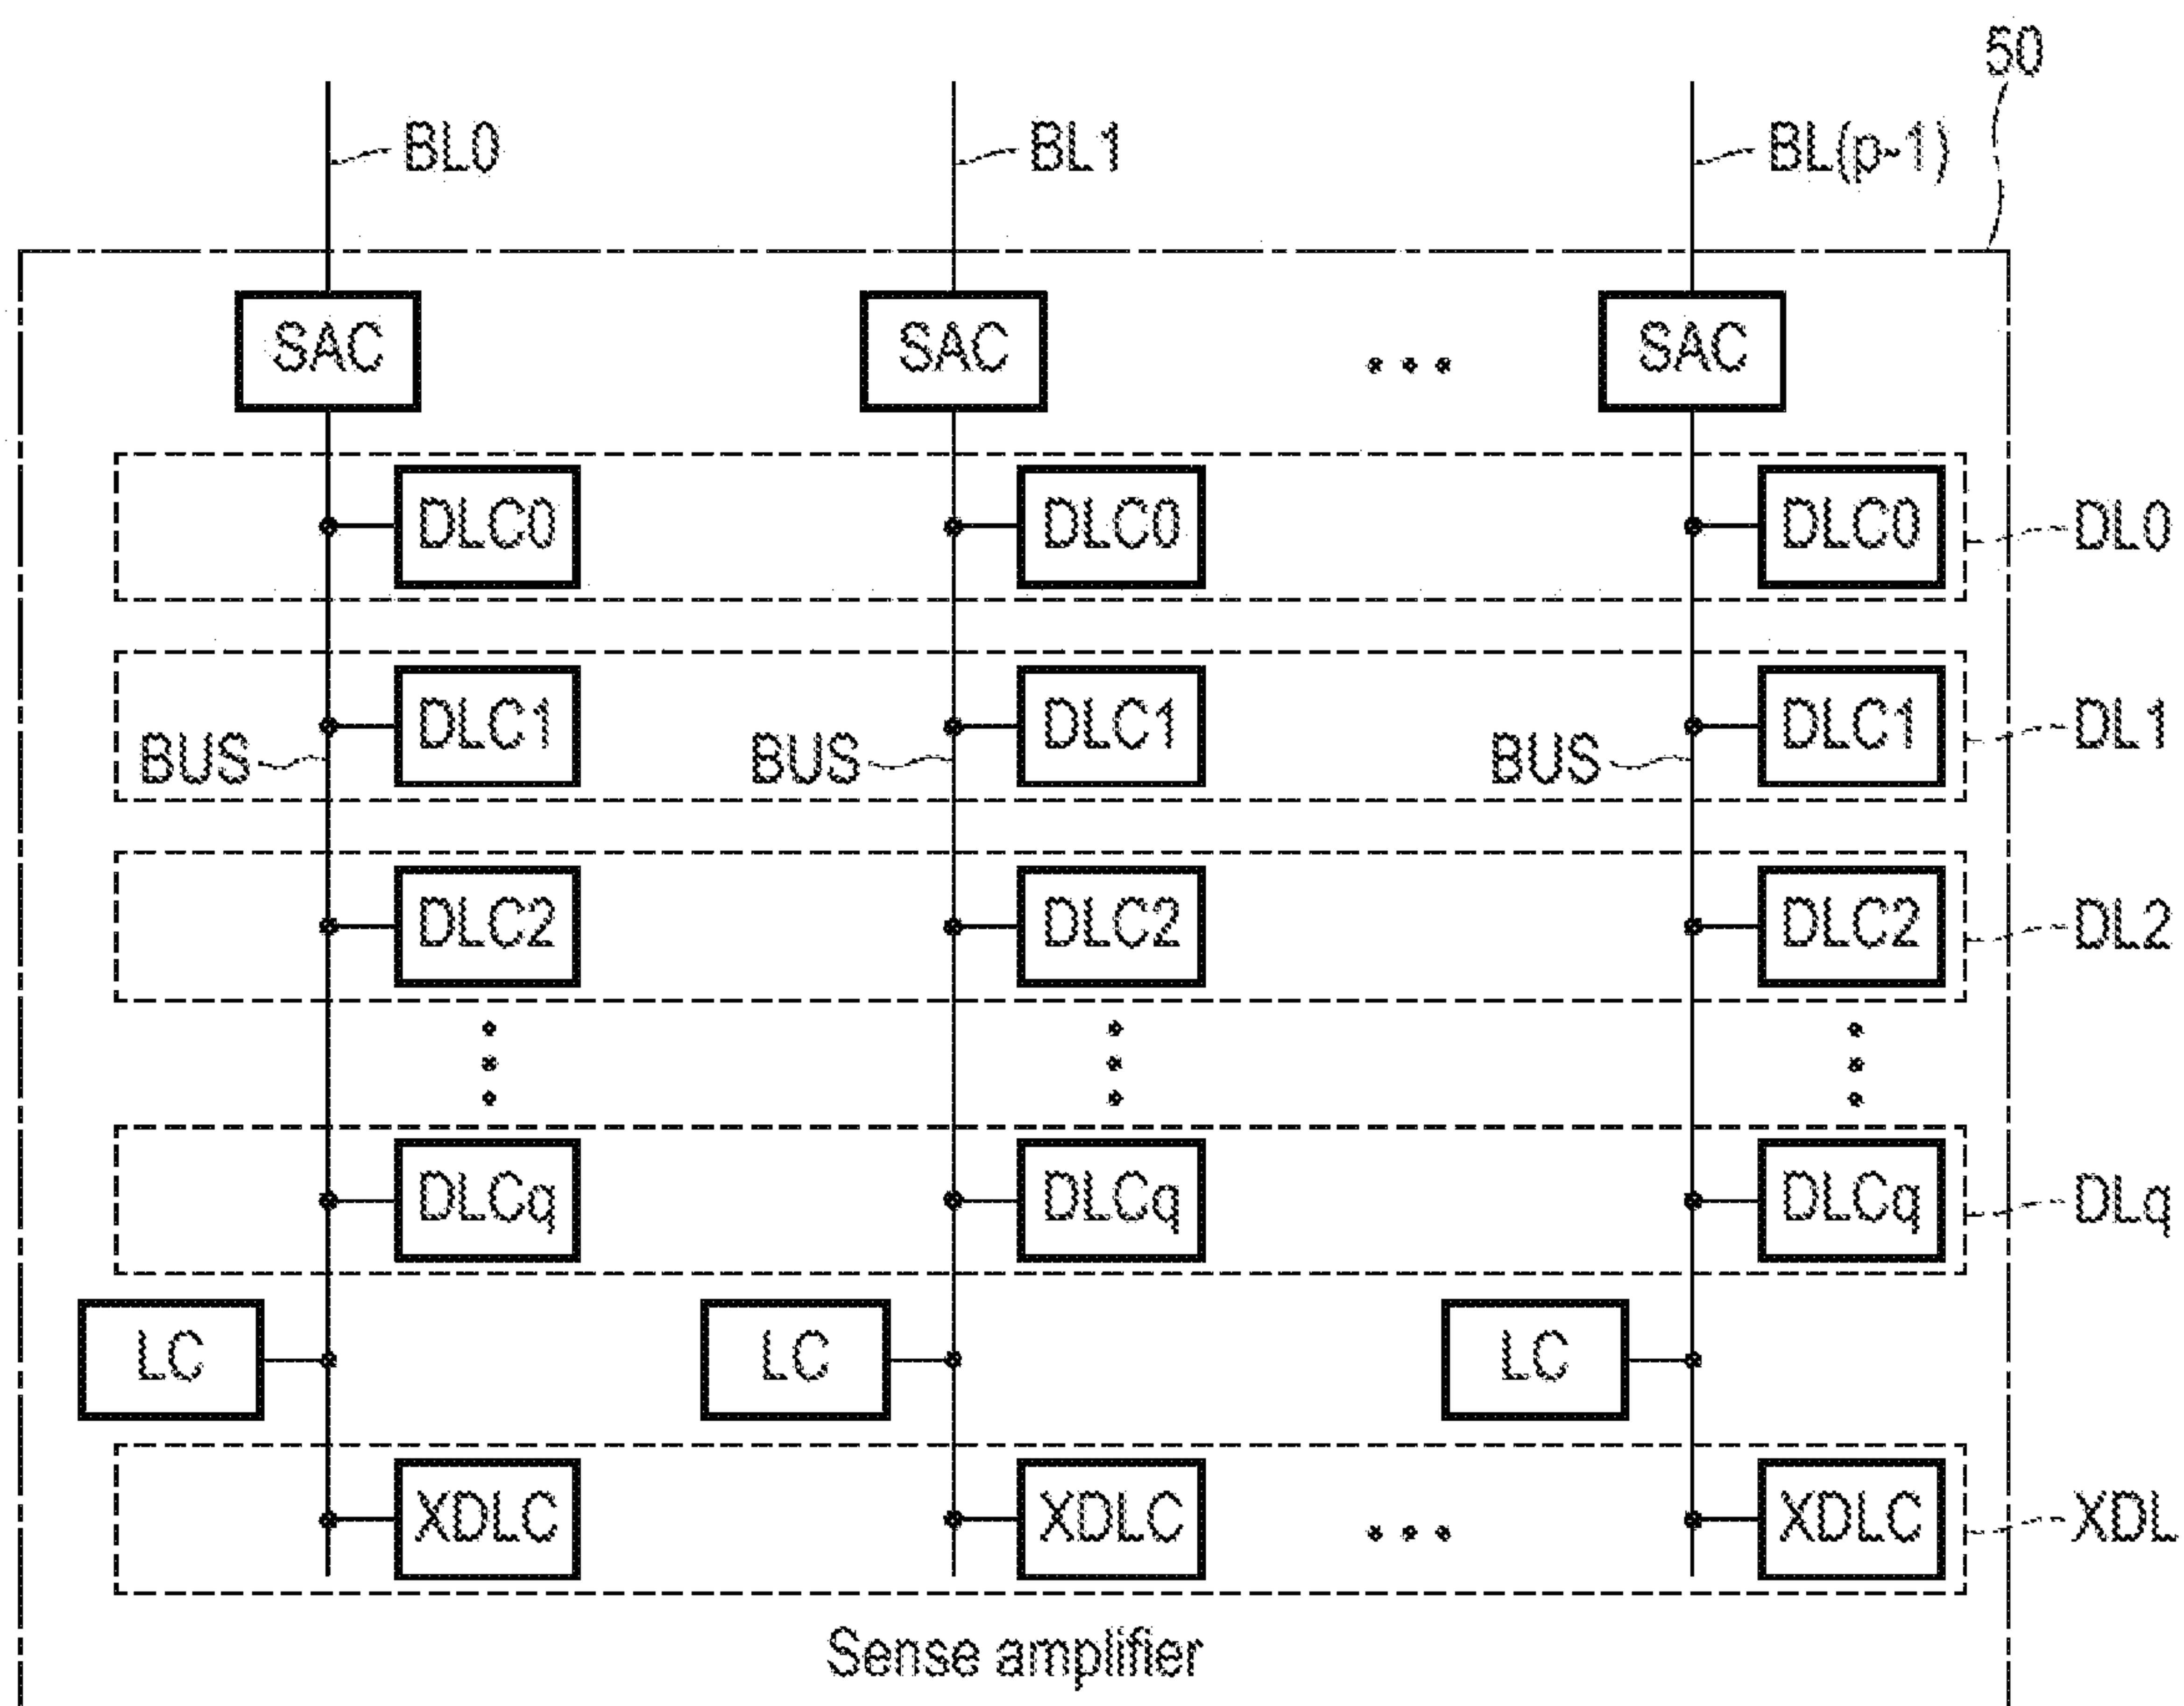 50
BL0 BL1 BL(p-1)
SAC SAC ... SAC
DLC0 DLC0 DLC0 DL0
DLC1 DLC1 DLC1 DL1
BUS BUS BUS
DLC2 DLC2 DLC2 DL2
DLCq DLCq DLCq DLq
LC LC LC
XDLC XDLC ... XDLC XDL
Sense amplifier